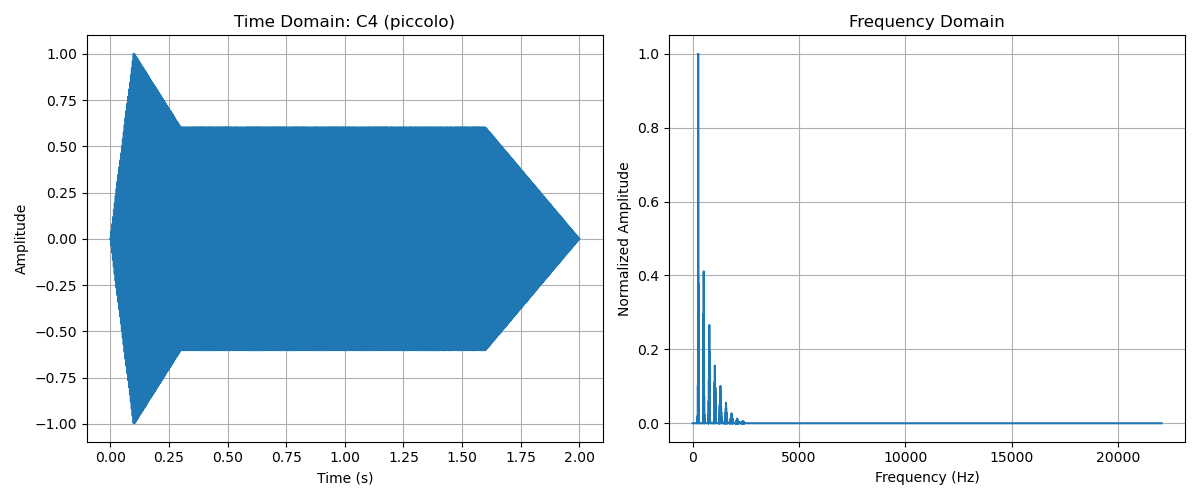 Time Domain: C4 (piccolo)
1.00
0.75
0.50
0.25
0.00
−0.25
−0.50
−0.75
−1.00
Amplitude
0.00 0.25 0.50 0.75 1.00 1.25 1.50 1.75 2.00
Time (s)
Frequency Domain
1.0
0.8
0.6
0.4
0.2
0.0
Normalized Amplitude
0 5000 10000 15000 20000
Frequency (Hz)